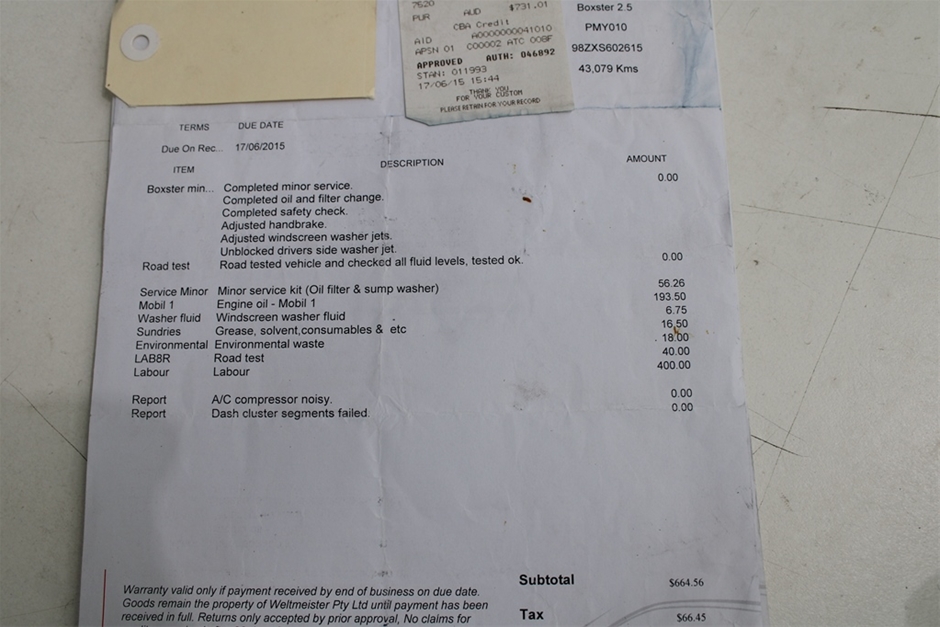 7620
PUR AUD $731.01
CBA Credit
AID A0000000041010
APSN 01 C00002 ATC 008F
APPROVED AUTH: 046892
STAN: 011993
17/06/15 15:44
THANK YOU
FOR YOUR CUSTOM
PLEASE RETAIN FOR YOUR RECORD
Boxster 2.5
PMY010
98ZXS602615
43,079 Kms
TERMS DUE DATE
Due On Rec... 17/06/2015
ITEM DESCRIPTION AMOUNT
Boxster min... Completed minor service. 0.00
Completed oil and filter change.
Completed safety check.
Adjusted handbrake.
Adjusted windscreen washer jets.
Unblocked drivers side washer jet.
Road test Road tested vehicle and checked all fluid levels, tested ok. 0.00
Service Minor Minor service kit (Oil filter & sump washer) 56.26
Mobil 1 Engine oil - Mobil 1 193.50
Washer fluid Windscreen washer fluid 6.75
Sundries Grease, solvent,consumables & etc 16.50
Environmental Environmental waste 18.00
LAB8R Road test 40.00
Labour Labour 400.00
Report A/C compressor noisy. 0.00
Report Dash cluster segments failed. 0.00
Warranty valid only if payment received by end of business on due date.
Goods remain the property of Weltmeister Pty Ltd until payment has been
received in full. Returns only accepted by prior approval, No claims for
Subtotal $664.56
Tax $66.45